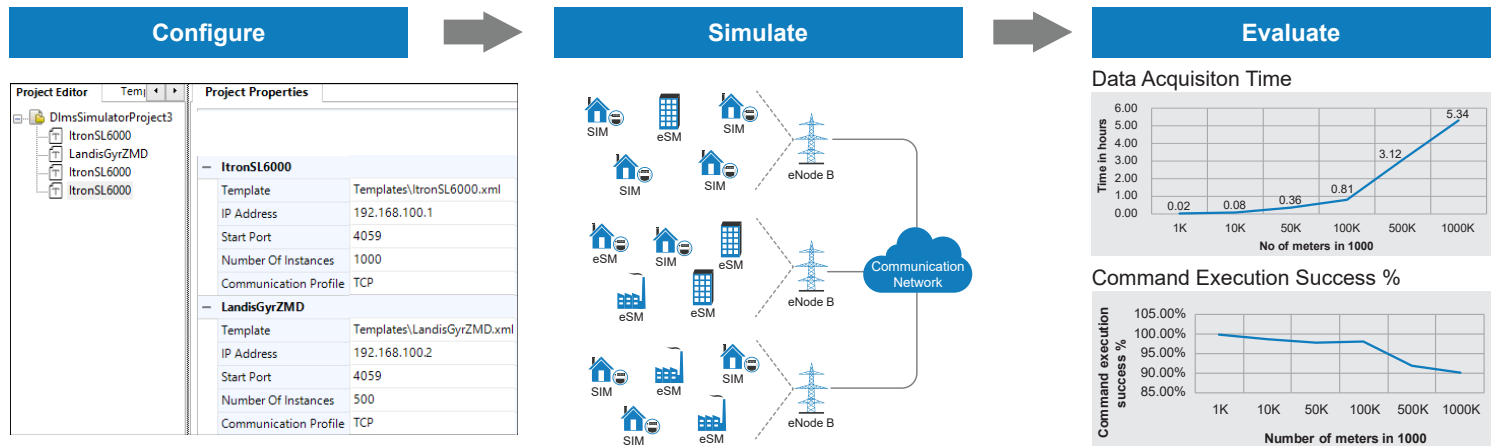 Configure
Simulate
Evaluate
Project Editor
Temp
Project Properties
DlmsSimulatorProject3
ItronSL6000
LandisGyrZMD
ItronSL6000
ItronSL6000
ItronSL6000
Template Templates\ItronSL6000.xml
IP Address 192.168.100.1
Start Port 4059
Number Of Instances 1000
Communication Profile TCP
LandisGyrZMD
Template Templates\LandisGyrZMD.xml
IP Address 192.168.100.2
Start Port 4059
Number Of Instances 500
Communication Profile TCP
SIM
eSM
SIM
SIM
SIM
eNode B
eSM
SIM
eSM
eSM
eSM
eNode B
SIM
eSM
SIM
SIM
eSM
eNode B
Communication
Network
Data Acquisiton Time
Time in hours
6.00
5.00
4.00
3.00
2.00
1.00
0.00
0.02
0.08
0.36
0.81
3.12
5.34
1K 10K 50K 100K 500K 1000K
No of meters in 1000
Command Execution Success %
Command execution
success %
105.00%
100.00%
95.00%
90.00%
85.00%
1K 10K 50K 100K 500K 1000K
Number of meters in 1000